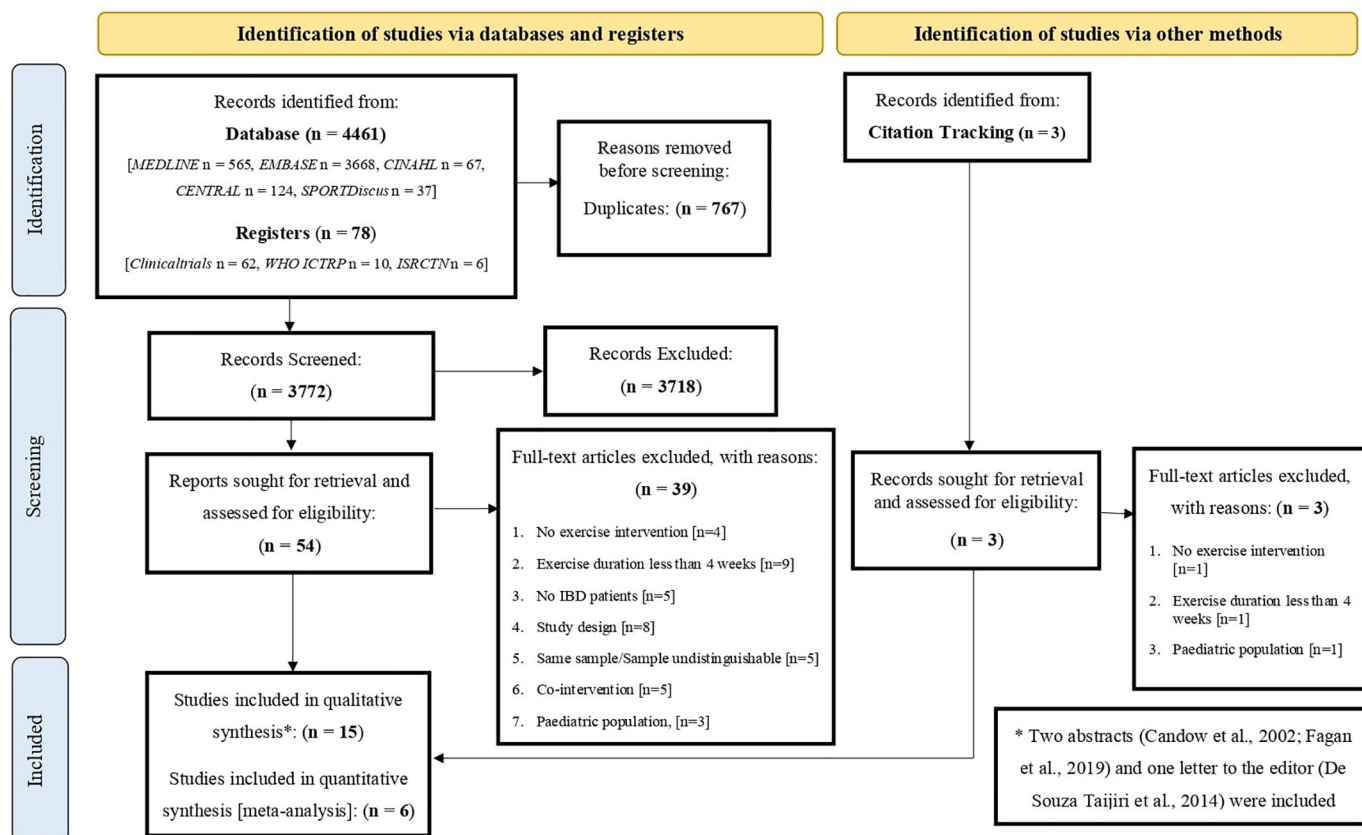 Identification of studies via databases and registers
Identification of studies via other methods
Identification
Records identified from:
Database (n = 4461)
[MEDLINE n = 565, EMBASE n = 3668, CINAHL n = 67,
CENTRAL n = 124, SPORTDiscus n = 37]
Registers (n = 78)
[Clinicaltrials n = 62, WHO ICTRP n = 10, ISRCTN n = 6]
Reasons removed
before screening:
Duplicates: (n = 767)
Records identified from:
Citation Tracking (n = 3)
Screening
Records Screened:
(n = 3772)
Records Excluded:
(n = 3718)
Reports sought for retrieval and
assessed for eligibility:
(n = 54)
Full-text articles excluded, with reasons:
(n = 39)
1. No exercise intervention [n=4]
2. Exercise duration less than 4 weeks [n=9]
3. No IBD patients [n=5]
4. Study design [n=8]
5. Same sample/Sample undistinguishable [n=5]
6. Co-intervention [n=5]
7. Paediatric population, [n=3]
Records sought for retrieval
and assessed for eligibility:
(n = 3)
Full-text articles excluded,
with reasons: (n = 3)
1. No exercise intervention
[n=1]
2. Exercise duration less than 4
weeks [n=1]
3. Paediatric population [n=1]
Included
Studies included in qualitative
synthesis*: (n = 15)
Studies included in quantitative
synthesis [meta-analysis]: (n = 6)
* Two abstracts (Candow et al., 2002; Fagan
et al., 2019) and one letter to the editor (De
Souza Taijiri et al., 2014) were included